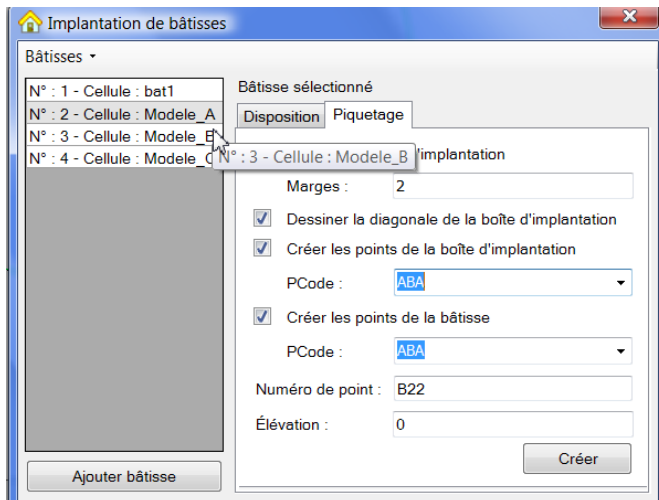 Implantation de bâtisses
Bâtisses
N° : 1 - Cellule : bat1
N° : 2 - Cellule : Modele_A
N° : 3 - Cellule : Modele_B
N° : 4 - Cellule : Modele_
N° : 3 - Cellule : Modele_B
Ajouter bâtisse
Bâtisse sélectionné
Disposition Piquetage
d'implantation
Marges : 2
Dessiner la diagonale de la boîte d'implantation
Créer les points de la boîte d'implantation
PCode : ABA
Créer les points de la bâtisse
PCode : ABA
Numéro de point : B22
Élévation : 0
Créer